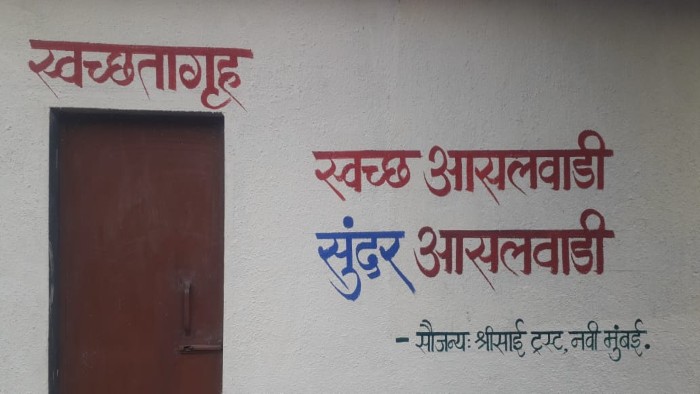 स्वच्छतागृह
स्वच्छ आसलवाडी
सुंदर आसलवाडी
- सौजन्यः श्रीसाई ट्रस्ट, नवी मुंबई.